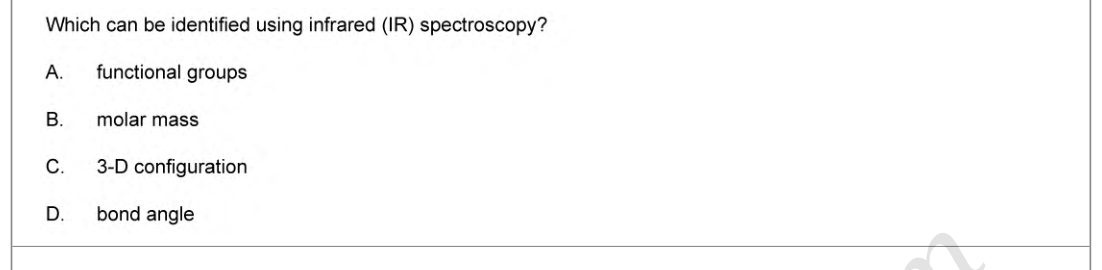 Which can be identified using infrared (IR) spectroscopy?
A. functional groups
B. molar mass
C. 3-D configuration
D. bond angle